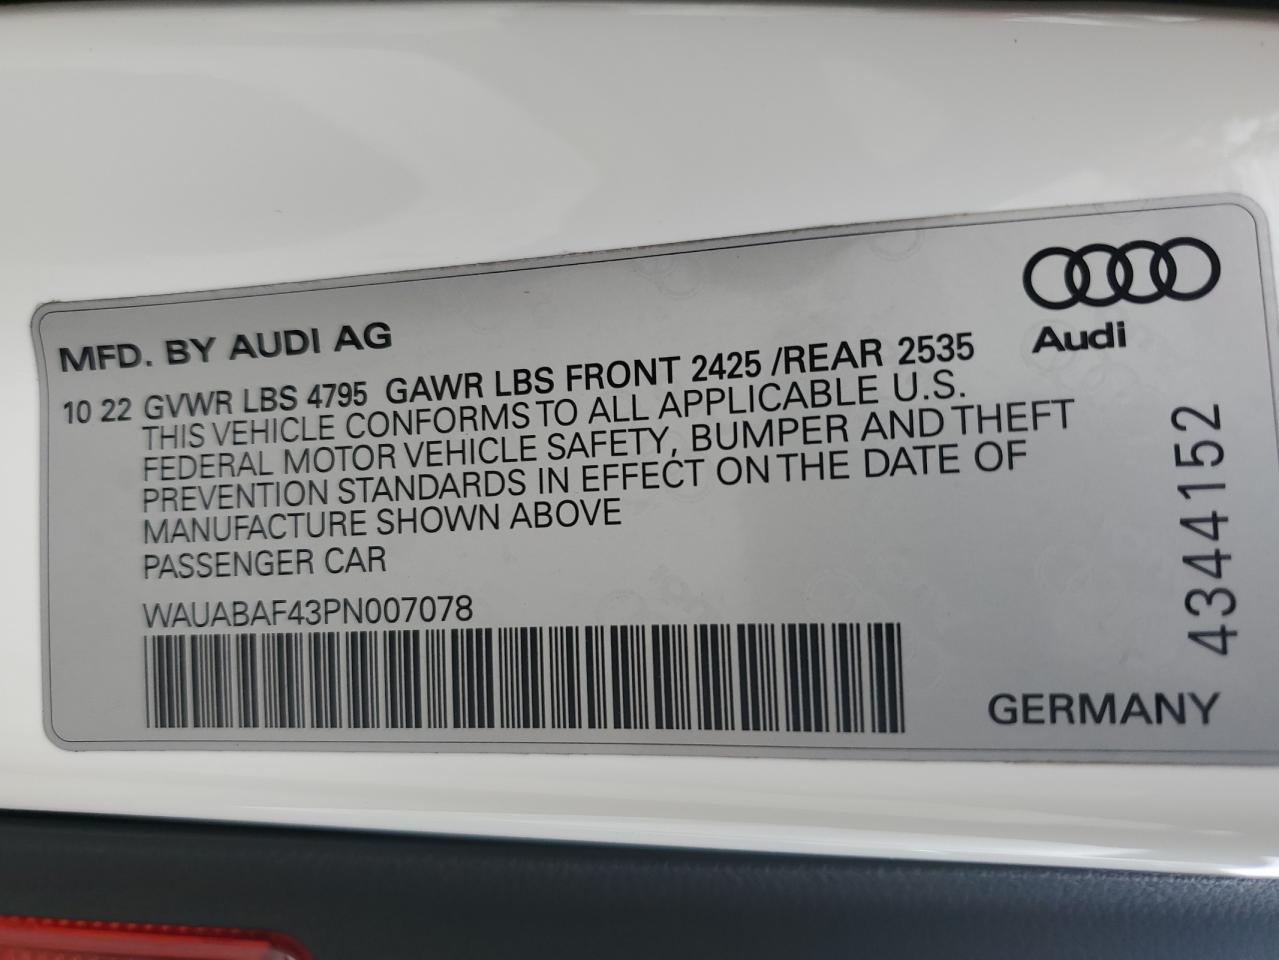 Audi
MFD. BY AUDI AG
10 22 GVWR LBS 4795 GAWR LBS FRONT 2425 /REAR 2535
THIS VEHICLE CONFORMS TO ALL APPLICABLE U.S.
FEDERAL MOTOR VEHICLE SAFETY, BUMPER AND THEFT
PREVENTION STANDARDS IN EFFECT ON THE DATE OF
MANUFACTURE SHOWN ABOVE
PASSENGER CAR
WAUABAF43PN007078
4344152
GERMANY